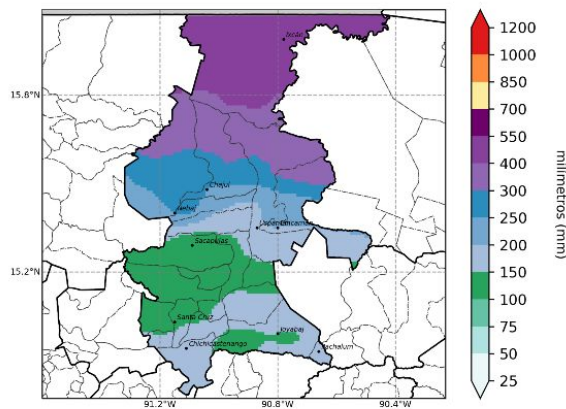 Ixcán
15.8°N
Chajul
Nebaj
Uspantán
Chicamán
Sacapulas
15.2°N
Santa Cruz
Joyabaj
Chichicastenango
Pachalum
91.2°W
90.8°W
90.4°W
1200
1000
850
700
550
400
300
250
200
150
100
75
50
25
milímetros (mm)